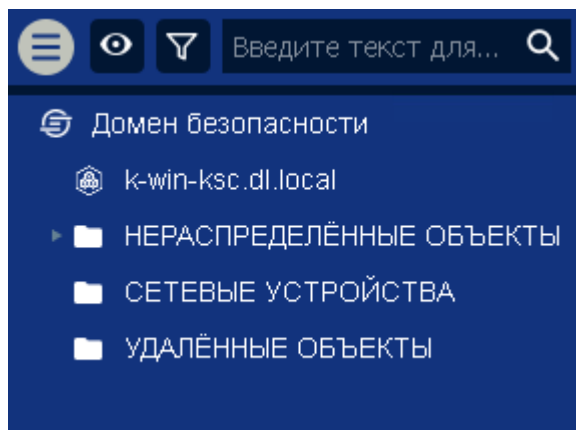 Введите текст для...
Домен безопасности
k-win-ksc.dl.local
НЕРАСПРЕДЕЛЁННЫЕ ОБЪЕКТЫ
СЕТЕВЫЕ УСТРОЙСТВА
УДАЛЁННЫЕ ОБЪЕКТЫ